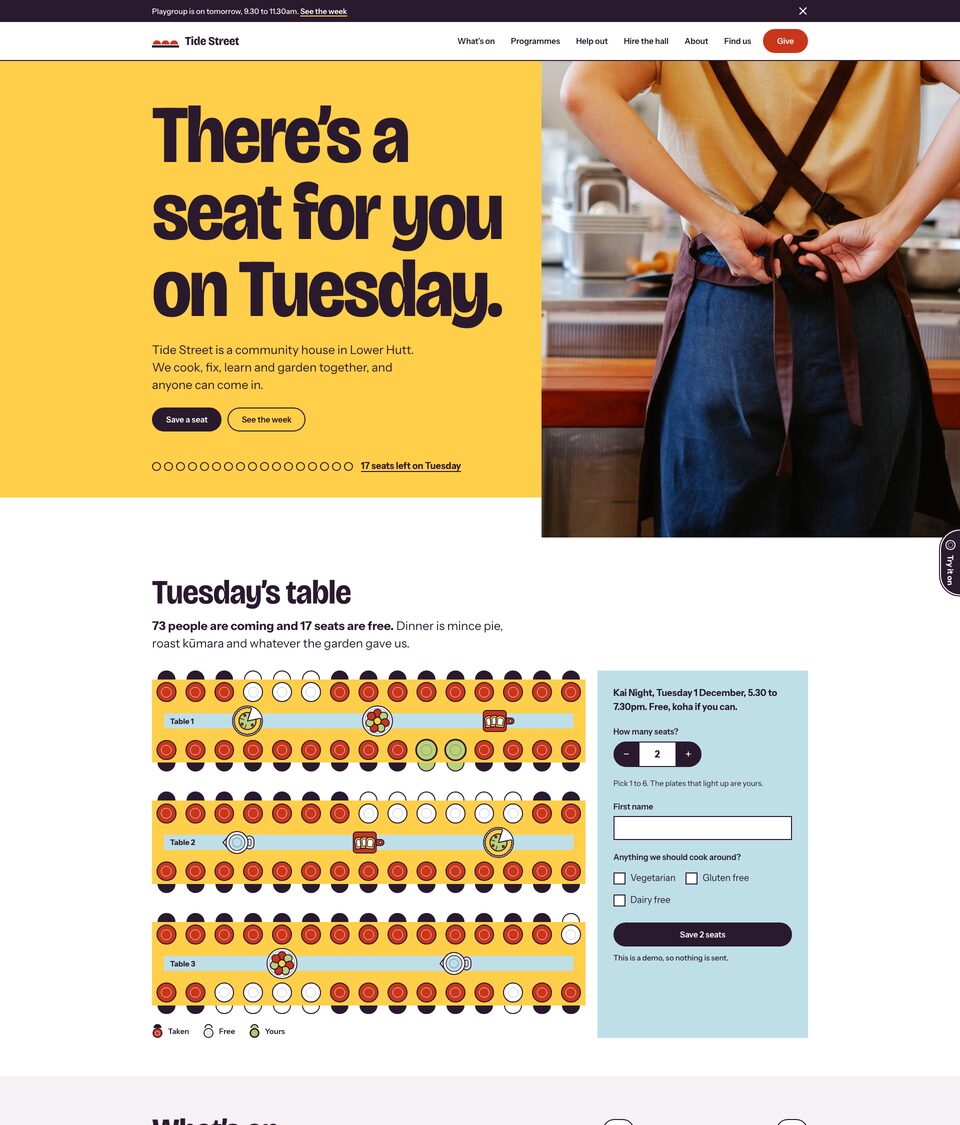 Playgroup is on tomorrow, 9.30 to 11.30am. See the week
Tide Street
What's on
Programmes
Help out
Hire the hall
About
Find us
Give
There's a
seat for you
on Tuesday.
Tide Street is a community house in Lower Hutt.
We cook, fix, learn and garden together, and
anyone can come in.
Save a seat
See the week
17 seats left on Tuesday
Try it on
Tuesday's table
73 people are coming and 17 seats are free. Dinner is mince pie,
roast kūmara and whatever the garden gave us.
Table 1
Table 2
Table 3
Taken
Free
Yours
Kai Night, Tuesday 1 December, 5.30 to
7.30pm. Free, koha if you can.
How many seats?
− 2 +
Pick 1 to 6. The plates that light up are yours.
First name
Anything we should cook around?
Vegetarian
Gluten free
Dairy free
Save 2 seats
This is a demo, so nothing is sent.
What's on